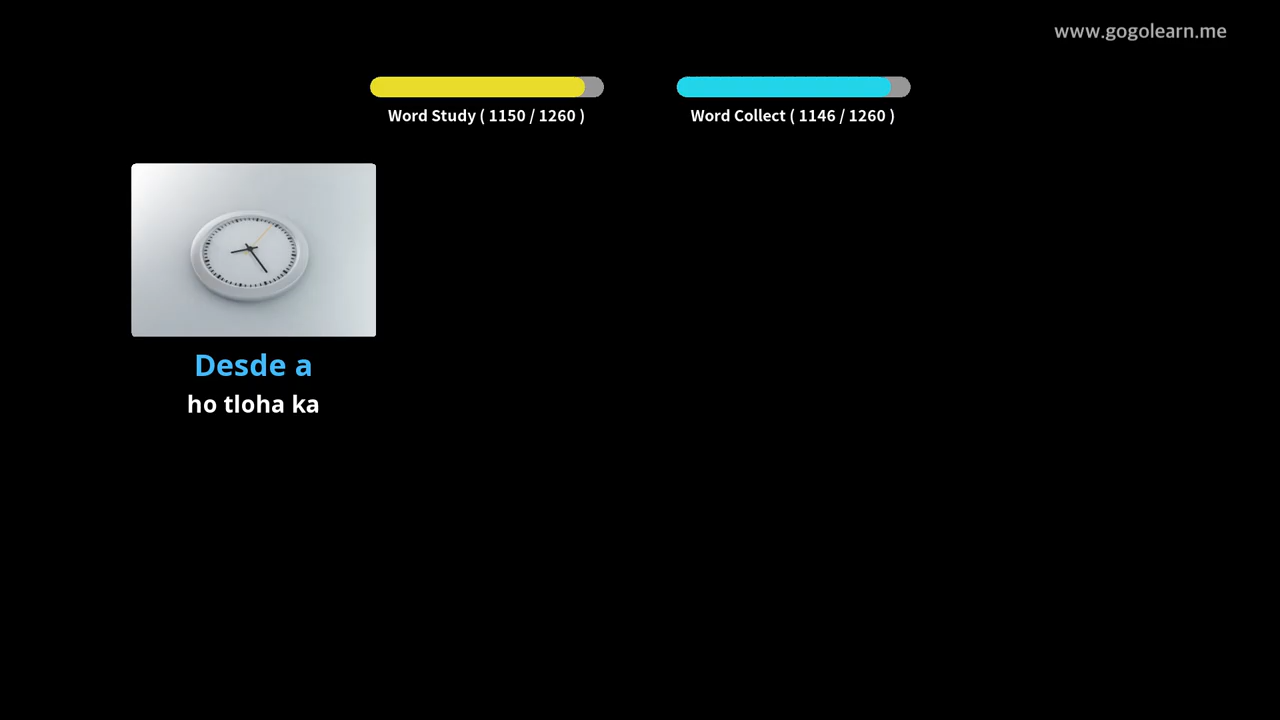 www.gogolearn.me
Word Study ( 1150 / 1260 )
Word Collect ( 1146 / 1260 )
Desde a
ho tloha ka